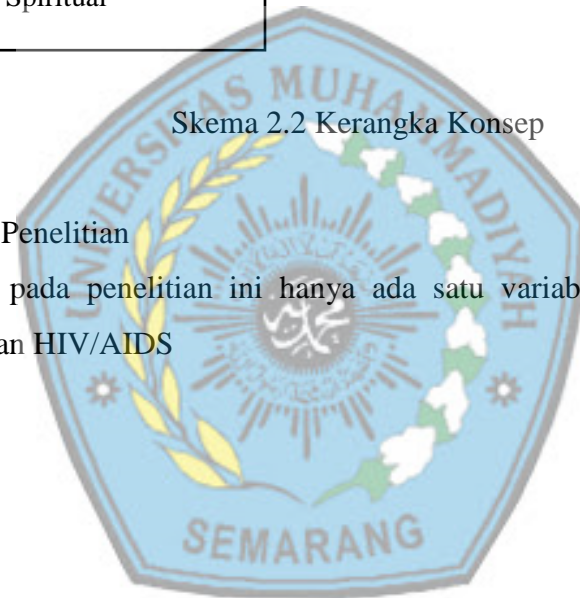 Spiritual
Skema 2.2 Kerangka Konsep
Penelitian
pada penelitian ini hanya ada satu variab
an HIV/AIDS
UNIVERSITAS MUHAMMADIYAH
SEMARANG